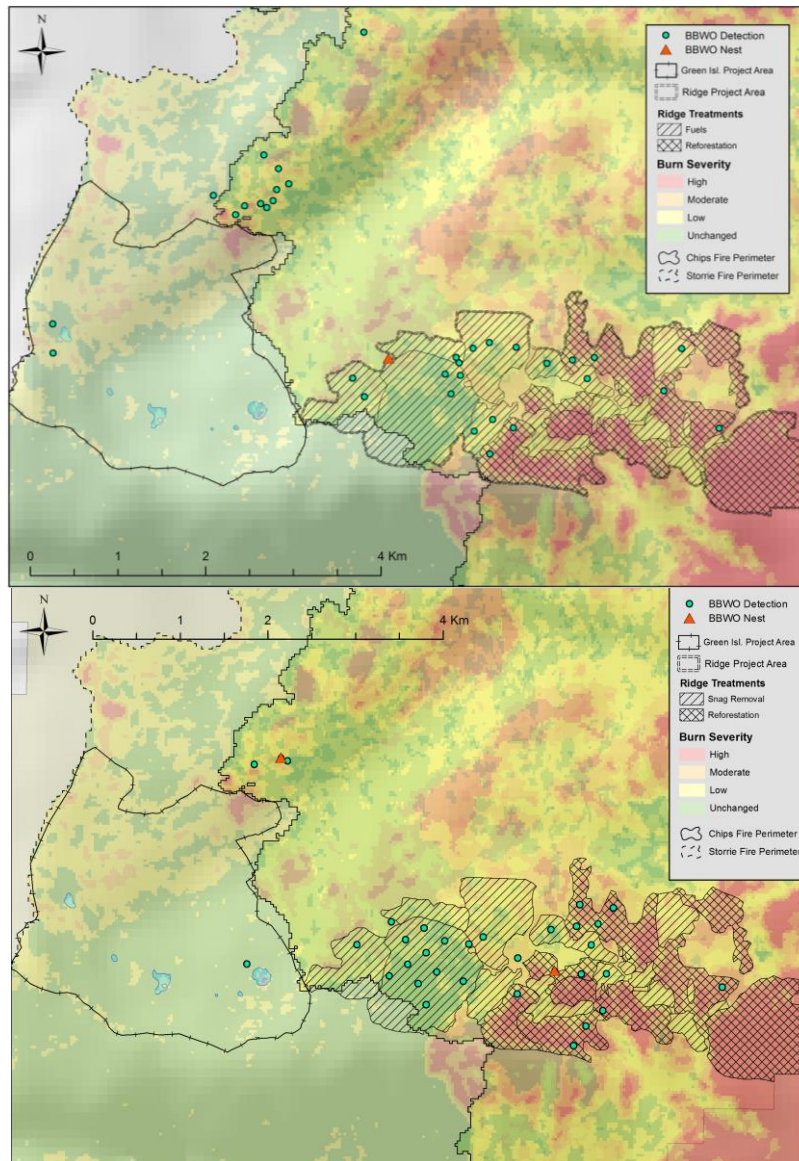 N
BBWO Detection
BBWO Nest
Green Isl. Project Area
Ridge Project Area
Ridge Treatments
Fuels
Reforestation
Burn Severity
High
Moderate
Low
Unchanged
Chips Fire Perimeter
Storrie Fire Perimeter
0 1 2 4 Km
N
0 1 2 4 Km
BBWO Detection
BBWO Nest
Green Isl. Project Area
Ridge Project Area
Ridge Treatments
Snag Removal
Reforestation
Burn Severity
High
Moderate
Low
Unchanged
Chips Fire Perimeter
Storrie Fire Perimeter